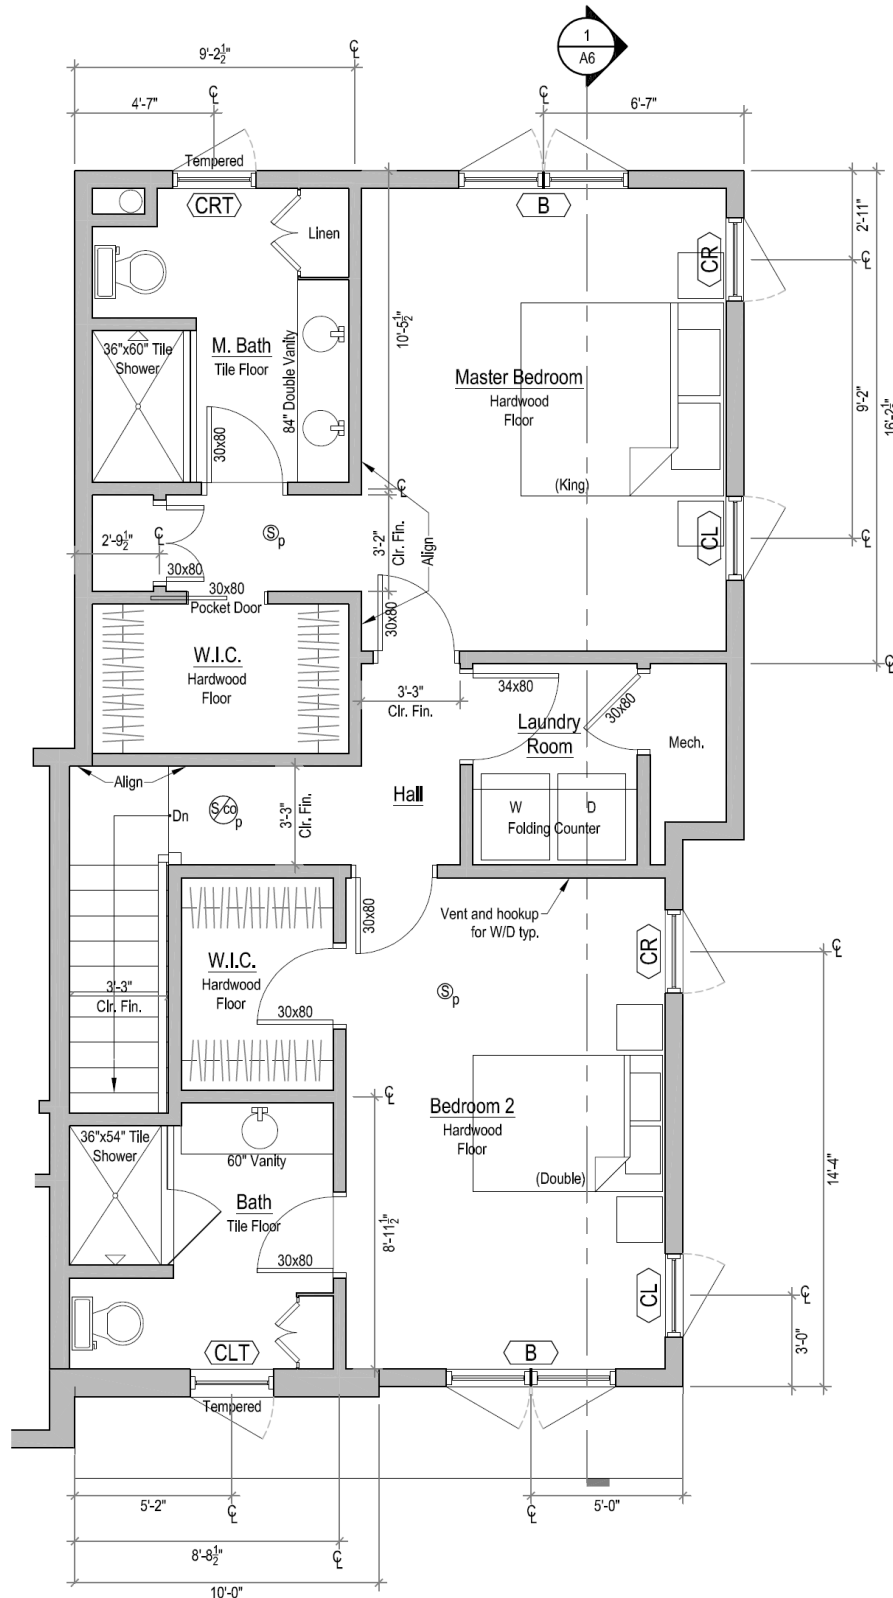 1
A6
9'-2½"
℄
4'-7"
℄
℄
6'-7"
Tempered
CRT
B
2'-11"
CR
℄
Linen
10'-5½"
36"x60" Tile
Shower
M. Bath
Tile Floor
84" Double Vanity
Master Bedroom
Hardwood
Floor
9'-2"
16'-2½"
30x80
(King)
℄
2'-9½"
℄
S
p
3'-2"
Clr. Fin.
Align
CL
℄
30x80
30x80
Pocket Door
30x80
W.I.C.
Hardwood
Floor
℄
3'-3"
Clr. Fin.
34x80
30x80
Laundry
Room
Mech.
Align
Dn
S/co
p
3'-3"
Clr. Fin.
Hall
W
D
Folding Counter
30x80
Vent and hookup
for W/D typ.
CR
℄
W.I.C.
Hardwood
Floor
3'-3"
Clr. Fin.
30x80
S
p
℄
Bedroom 2
Hardwood
Floor
36"x54" Tile
Shower
60" Vanity
(Double)
14'-4"
Bath
Tile Floor
8'-11½"
30x80
CL
℄
3'-0"
CLT
B
Tempered
5'-2"
℄
℄
5'-0"
8'-8½"
℄
10'-0"